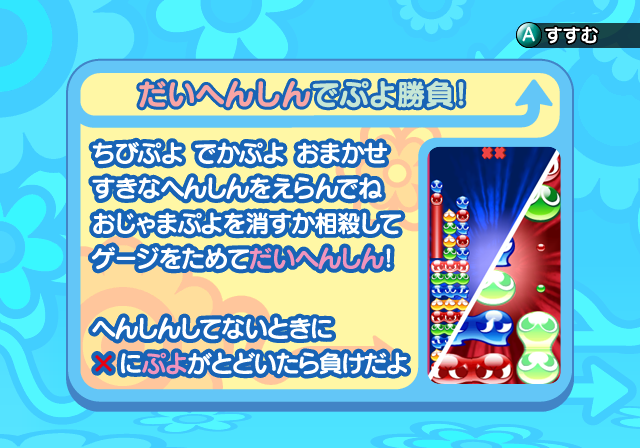 A すすむ
だいへんしんでぷよ勝負!
ちびぷよ でかぷよ おまかせ
すきなへんしんをえらんでね
おじゃまぷよを消すか相殺して
ゲージをためてだいへんしん!
へんしんしてないときに
×にぷよがとどいたら負けだよ